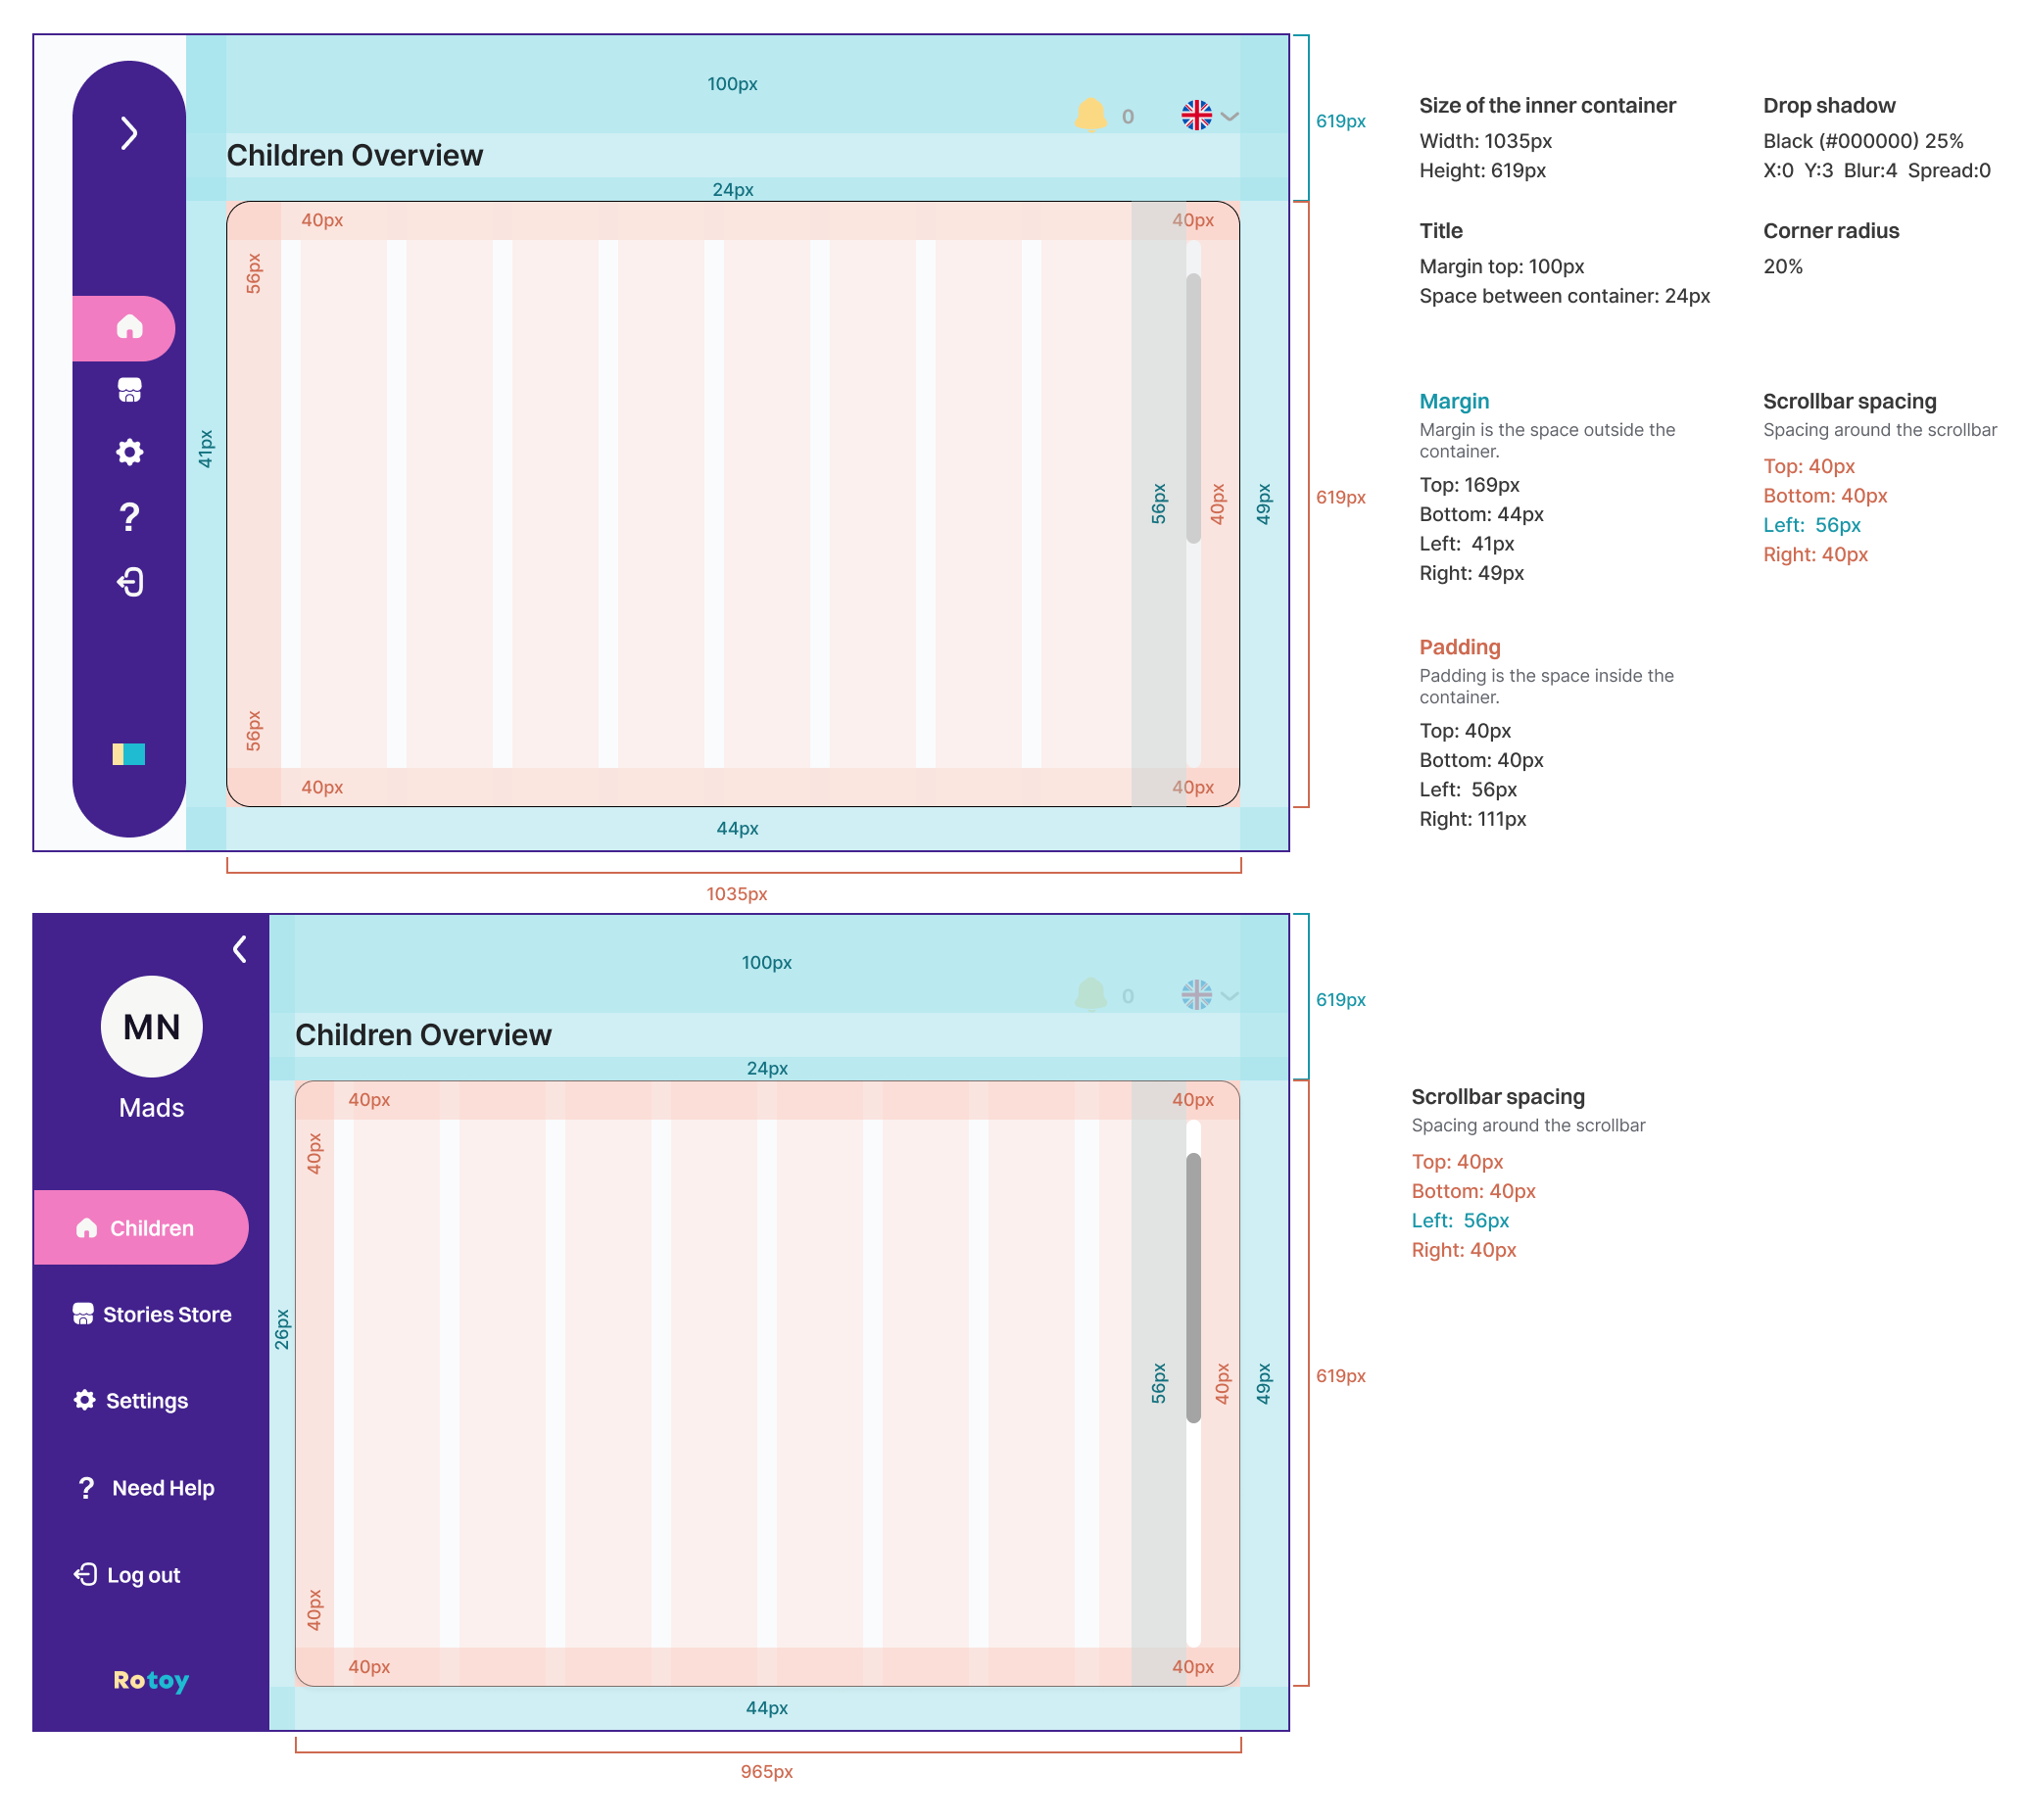 100px
0
619px
Children Overview
24px
40px
40px
56px
41px
56px
40px
49px
619px
56px
40px
40px
44px
1035px
Size of the inner container
Width: 1035px
Height: 619px
Drop shadow
Black (#000000) 25%
X:0 Y:3 Blur:4 Spread:0
Title
Margin top: 100px
Space between container: 24px
Corner radius
20%
Margin
Margin is the space outside the
container.
Top: 169px
Bottom: 44px
Left: 41px
Right: 49px
Scrollbar spacing
Spacing around the scrollbar
Top: 40px
Bottom: 40px
Left: 56px
Right: 40px
Padding
Padding is the space inside the
container.
Top: 40px
Bottom: 40px
Left: 56px
Right: 111px
MN
Mads
Children
Stories Store
Settings
? Need Help
Log out
Rotoy
100px
0
619px
Children Overview
24px
40px
40px
40px
26px
56px
40px
49px
619px
40px
40px
40px
44px
965px
Scrollbar spacing
Spacing around the scrollbar
Top: 40px
Bottom: 40px
Left: 56px
Right: 40px